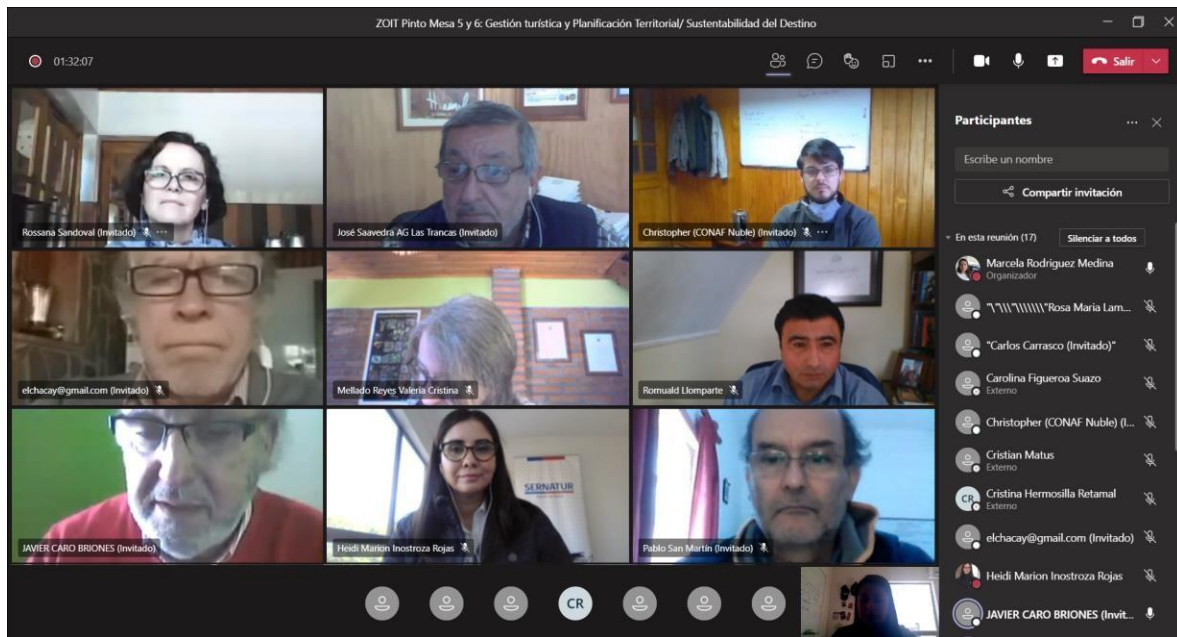 ZOIT Pinto Mesa 5 y 6: Gestión turística y Planificación Territorial/ Sustentabilidad del Destino
01:32:07
Salir
Rossana Sandoval (Invitado)
José Saavedra AG Las Trancas (Invitado)
Christopher (CONAF Nuble) (Invitado)
elchacay@gmail.com (Invitado)
Mellado Reyes Valeria Cristina
Romuald Llomparte
SERNATUR
JAVIER CARO BRIONES (Invitado)
Heidi Marion Inostroza Rojas
Pablo San Martín (Invitado)
CR
Participantes
Escribe un nombre
Compartir invitación
En esta reunión (17)
Silenciar a todos
Marcela Rodriguez Medina
Organizador
"\"\\\"\\\\\\\"Rosa Maria Lam...
"Carlos Carrasco (Invitado)"
Carolina Figueroa Suazo
Externo
Christopher (CONAF Nuble) (I...
Cristian Matus
Externo
CR
Cristina Hermosilla Retamal
Externo
elchacay@gmail.com (Invitado)
Heidi Marion Inostroza Rojas
JAVIER CARO BRIONES (Invit...